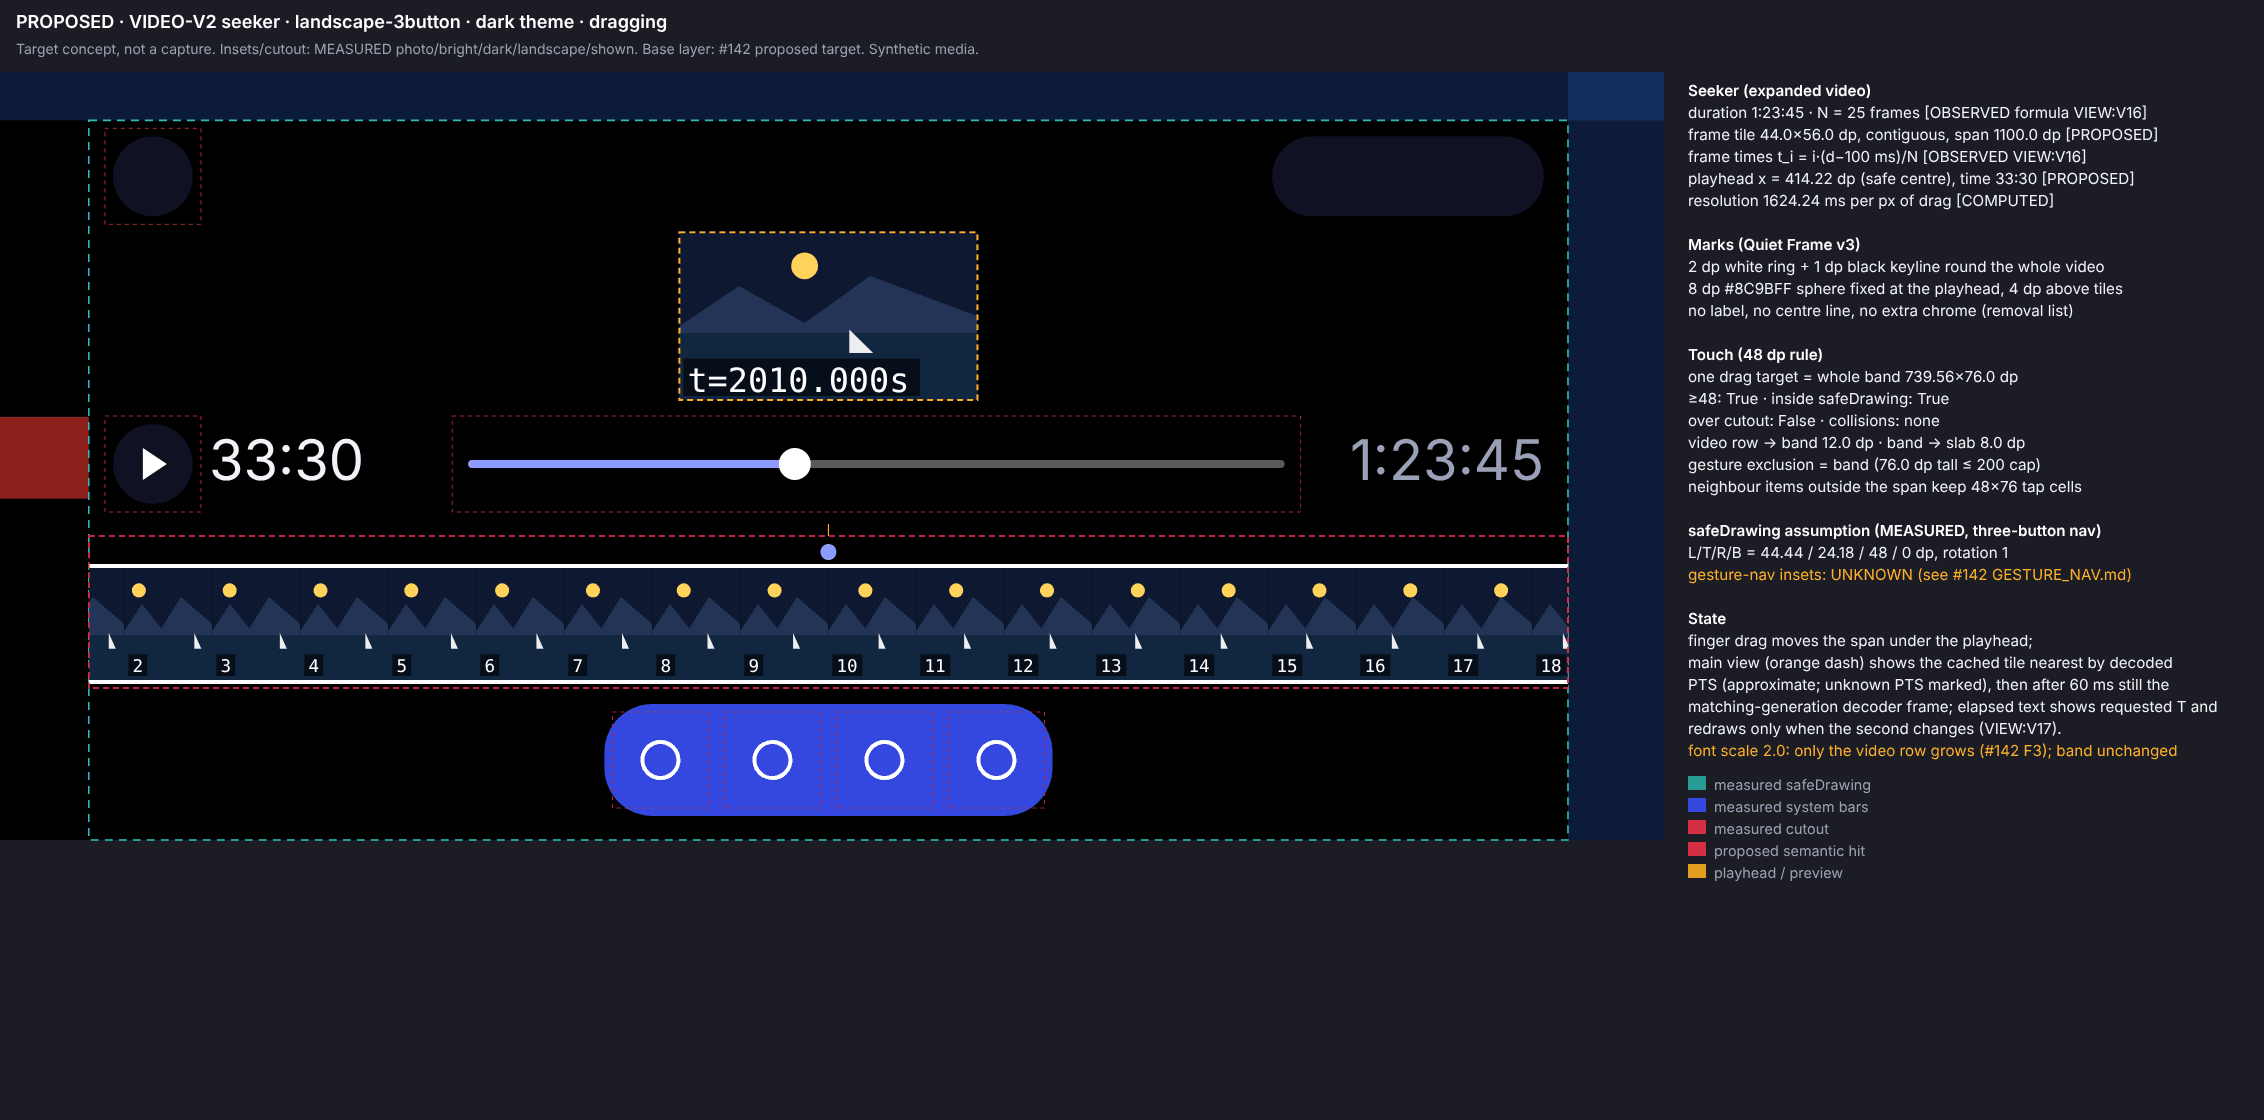 PROPOSED · VIDEO-V2 seeker · landscape-3button · dark theme · dragging
Target concept, not a capture. Insets/cutout: MEASURED photo/bright/dark/landscape/shown. Base layer: #142 proposed target. Synthetic media.
t=2010.000s
33:30
1:23:45
2 3 4 5 6 7 8 9 10 11 12 13 14 15 16 17 18
Seeker (expanded video)
duration 1:23:45 · N = 25 frames [OBSERVED formula VIEW:V16]
frame tile 44.0×56.0 dp, contiguous, span 1100.0 dp [PROPOSED]
frame times t_i = i·(d−100 ms)/N [OBSERVED VIEW:V16]
playhead x = 414.22 dp (safe centre), time 33:30 [PROPOSED]
resolution 1624.24 ms per px of drag [COMPUTED]
Marks (Quiet Frame v3)
2 dp white ring + 1 dp black keyline round the whole video
8 dp #8C9BFF sphere fixed at the playhead, 4 dp above tiles
no label, no centre line, no extra chrome (removal list)
Touch (48 dp rule)
one drag target = whole band 739.56×76.0 dp
≥48: True · inside safeDrawing: True
over cutout: False · collisions: none
video row → band 12.0 dp · band → slab 8.0 dp
gesture exclusion = band (76.0 dp tall ≤ 200 cap)
neighbour items outside the span keep 48×76 tap cells
safeDrawing assumption (MEASURED, three-button nav)
L/T/R/B = 44.44 / 24.18 / 48 / 0 dp, rotation 1
gesture-nav insets: UNKNOWN (see #142 GESTURE_NAV.md)
State
finger drag moves the span under the playhead;
main view (orange dash) shows the cached tile nearest by decoded
PTS (approximate; unknown PTS marked), then after 60 ms still the
matching-generation decoder frame; elapsed text shows requested T and
redraws only when the second changes (VIEW:V17).
font scale 2.0: only the video row grows (#142 F3); band unchanged
measured safeDrawing
measured system bars
measured cutout
proposed semantic hit
playhead / preview